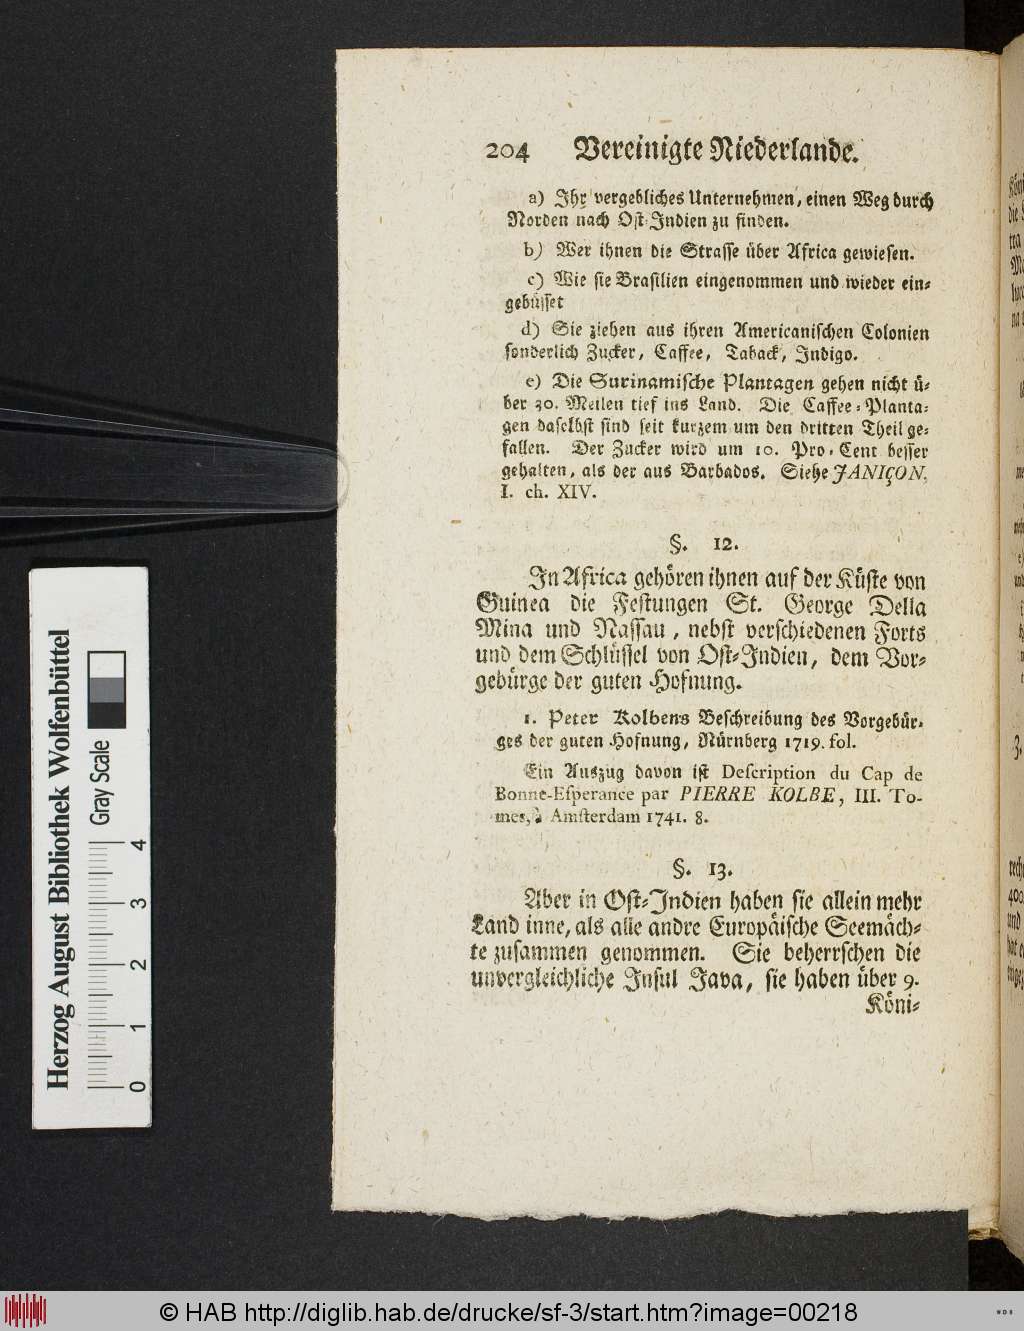 204 Vereinigte Niederlande.
a) Ihr vergebliches Unternehmen, einen Weg durch
Norden nach Ost-Indien zu finden.
b) Wer ihnen die Strasse über Africa gewiesen.
c) Wie sie Brasilien eingenommen und wieder ein-
gebüsset
d) Sie ziehen aus ihren Americanischen Colonien
sonderlich Zucker, Caffee, Taback, Indigo.
e) Die Surinamische Plantagen gehen nicht ü-
ber 30. Meilen tief ins Land. Die Caffee-Planta-
gen daselbst sind seit kurzem um den dritten Theil ge-
fallen. Der Zucker wird um 10. Pro-Cent besser
gehalten, als der aus Barbados. Siehe JANIÇON,
I. ch. XIV.
§. 12.
In Africa gehören ihnen auf der Küste von
Guinea die Festungen St. George Della
Mina und Nassau, nebst verschiedenen Forts
und dem Schlüssel von Ost-Indien, dem Vor-
gebürge der guten Hofnung.
1. Peter Kolbens Beschreibung des Vorgebür-
ges der guten Hofnung, Nürnberg 1719. fol.
Ein Auszug davon ist Description du Cap de
Bonne-Esperance par PIERRE KOLBE, III. To-
mes, à Amsterdam 1741. 8.
§. 13.
Aber in Ost-Indien haben sie allein mehr
Land inne, als alle andre Europäische Seemäch-
te zusammen genommen. Sie beherrschen die
unvergleichliche Insul Java, sie haben über 9.
Köni-
Herzog August Bibliothek Wolfenbüttel
Gray Scale
0 1 2 3 4
© HAB http://diglib.hab.de/drucke/sf-3/start.htm?image=00218